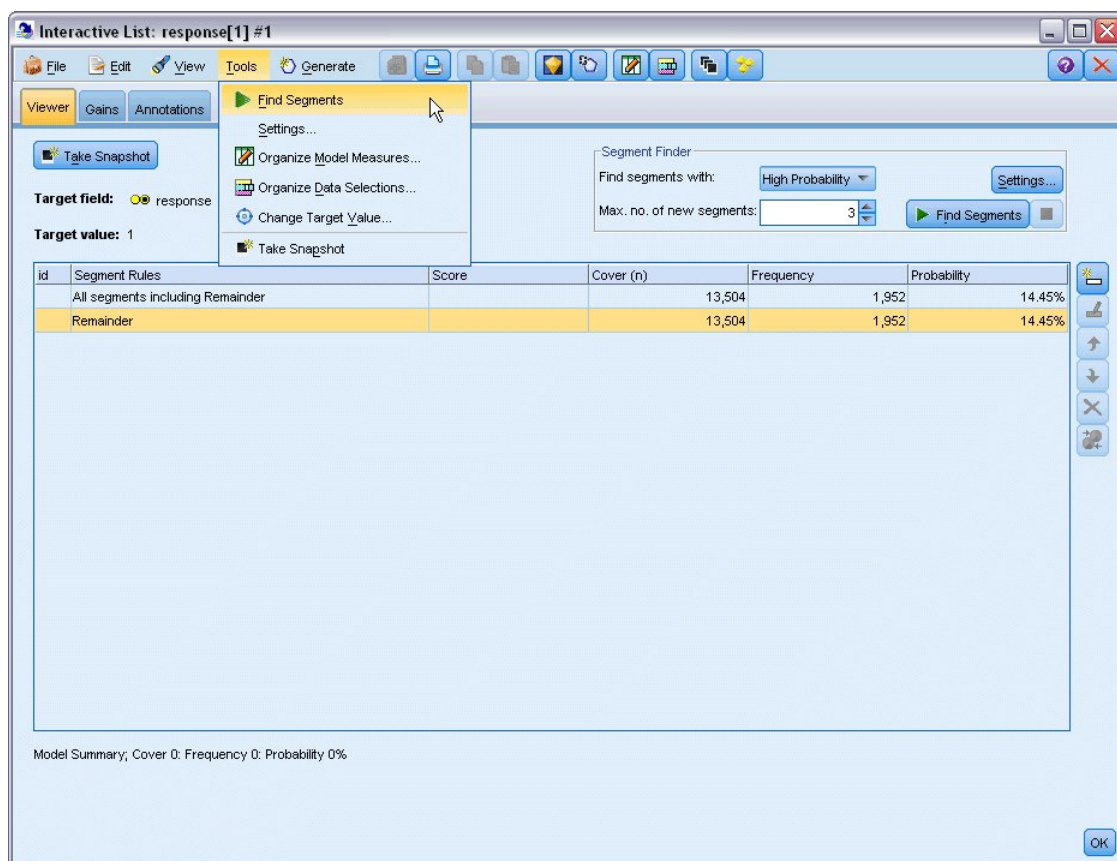 Interactive List: response[1] #1
File Edit View Tools Generate
Viewer Gains Annotations
Find Segments
Settings...
Organize Model Measures...
Organize Data Selections...
Change Target Value...
Take Snapshot
Take Snapshot
Target field: response
Target value: 1
Segment Finder
Find segments with: High Probability Settings...
Max. no. of new segments: 3 Find Segments
id Segment Rules Score Cover (n) Frequency Probability
All segments including Remainder 13,504 1,952 14.45%
Remainder 13,504 1,952 14.45%
Model Summary; Cover 0: Frequency 0: Probability 0%
OK